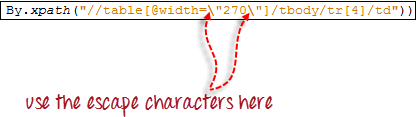 By.xpath("//table[@width=\"270\"]/tbody/tr[4]/td"))
use the escape characters here